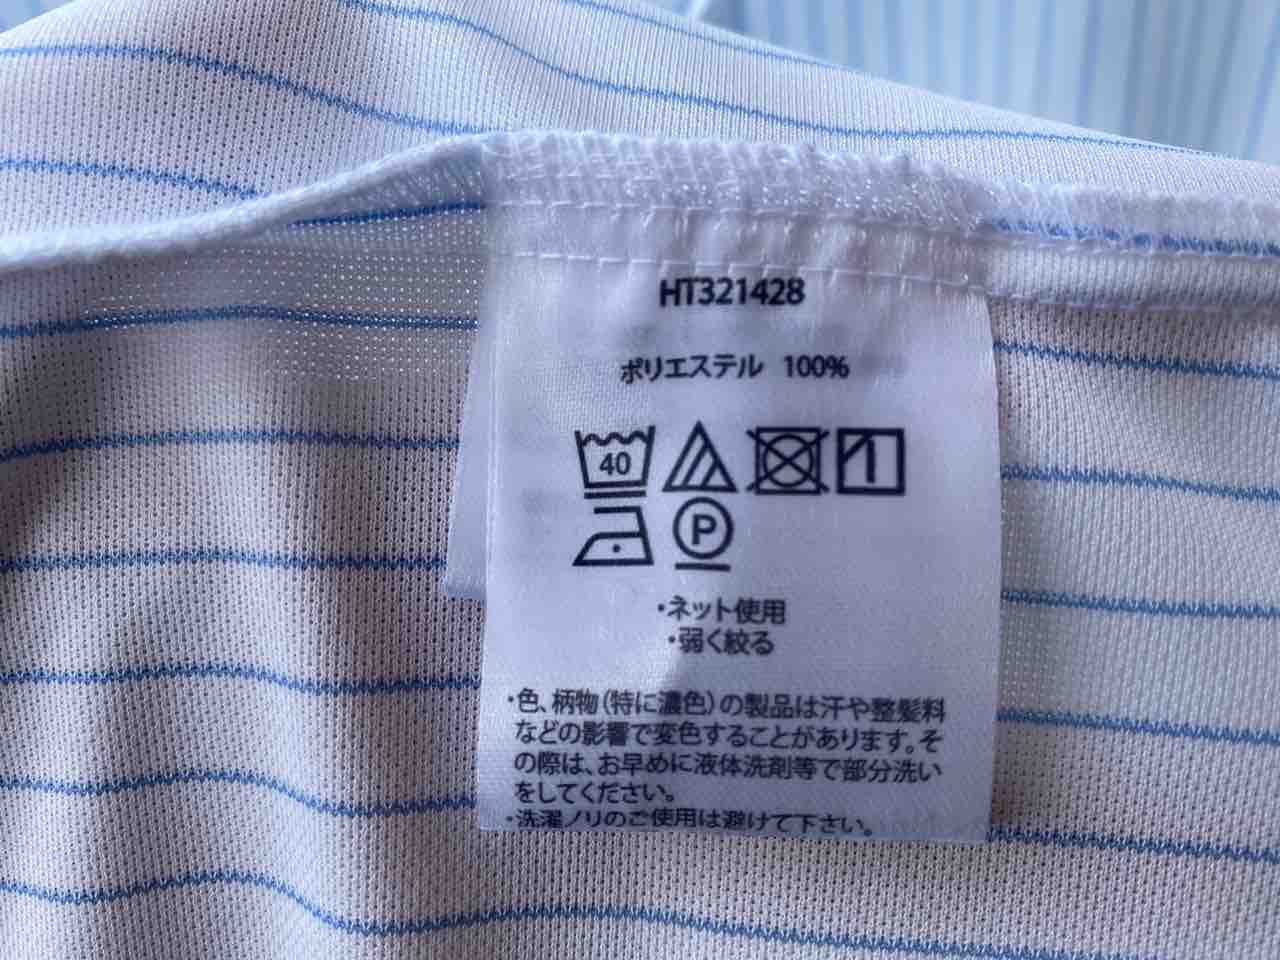 HT321428
ポリエステル 100%
40
P
・ネット使用
・弱く絞る
・色、柄物(特に濃色)の製品は汗や整髪料
などの影響で変色することがあります。そ
の際は、お早めに液体洗剤等で部分洗い
をしてください。
・洗濯ノリのご使用は避けて下さい。